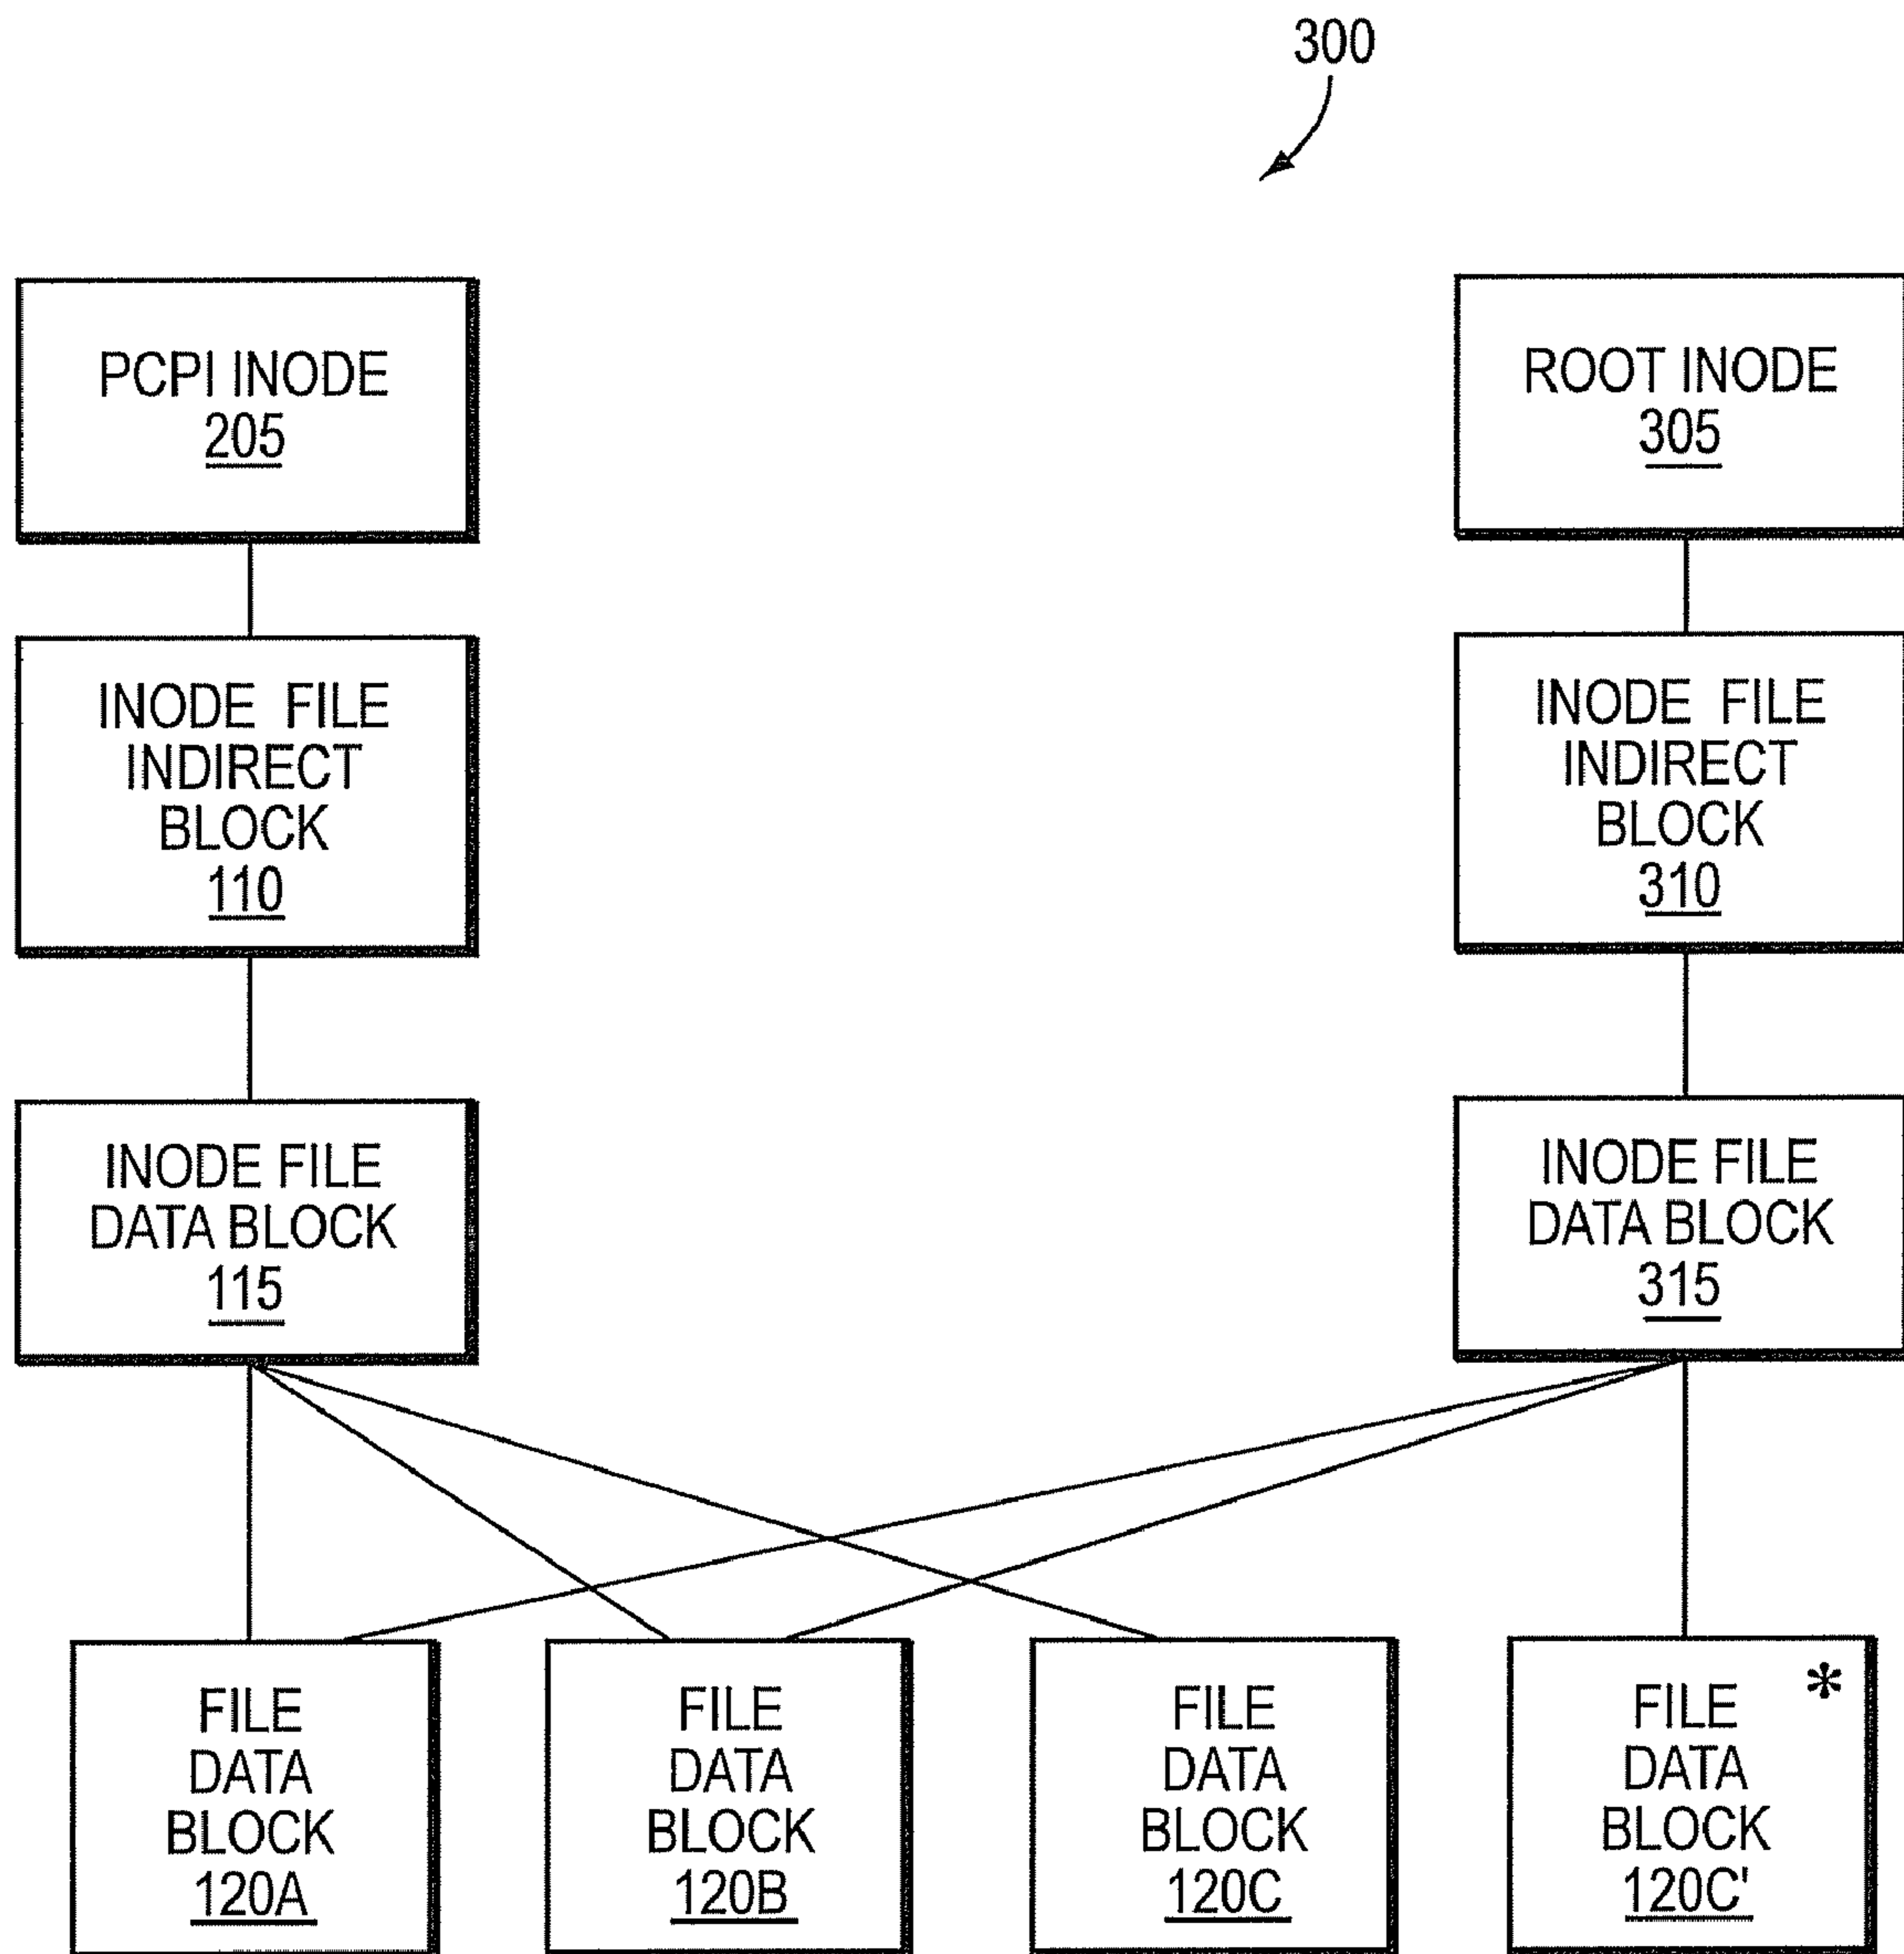 300
PCPI INODE
205
ROOT INODE
305
INODE FILE
INDIRECT
BLOCK
110
INODE FILE
INDIRECT
BLOCK
310
INODE FILE
DATA BLOCK
115
INODE FILE
DATA BLOCK
315
FILE
DATA
BLOCK
120A
FILE
DATA
BLOCK
120B
FILE
DATA
BLOCK
120C
*
FILE
DATA
BLOCK
120C'